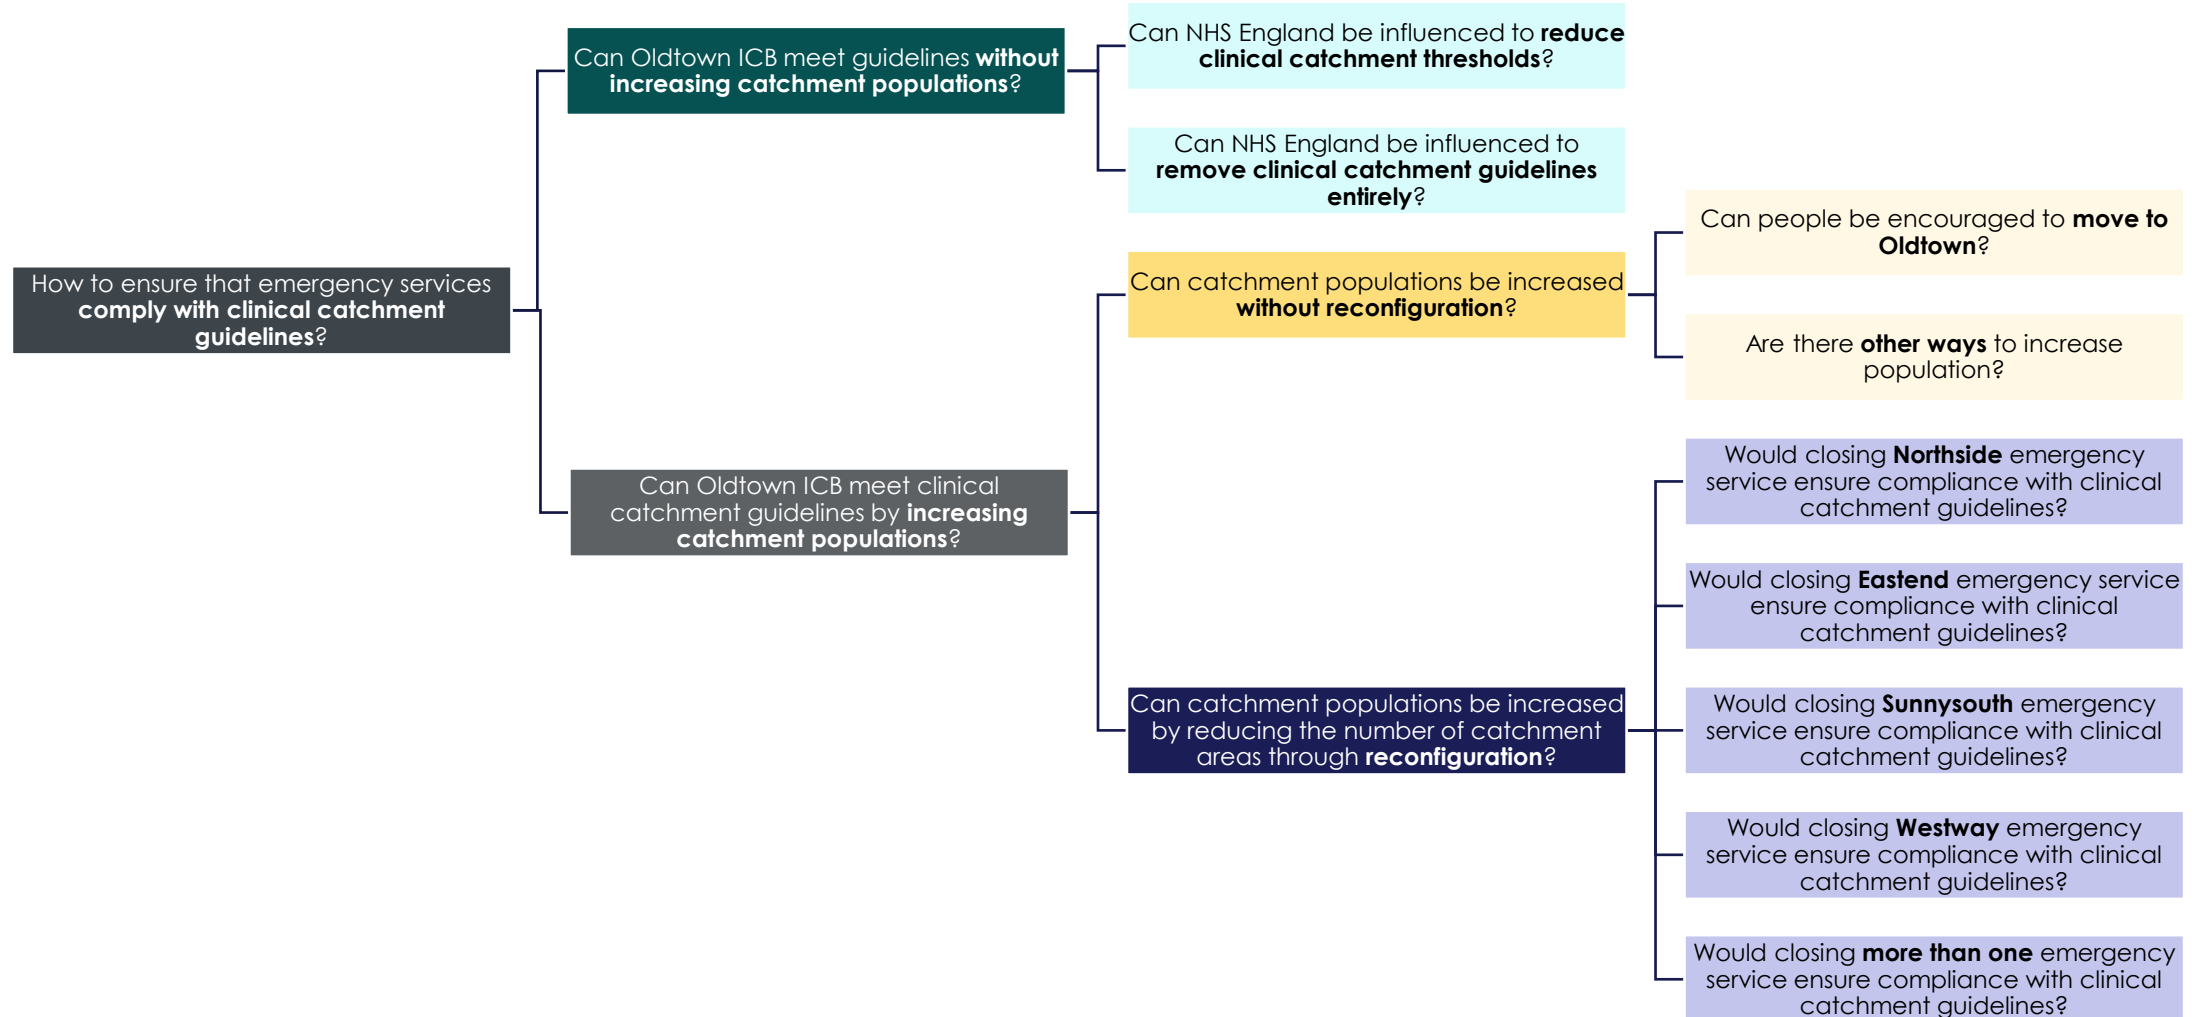 How to ensure that emergency services
comply with clinical catchment
guidelines?
Can Oldtown ICB meet guidelines without
increasing catchment populations?
Can NHS England be influenced to reduce
clinical catchment thresholds?
Can NHS England be influenced to
remove clinical catchment guidelines
entirely?
Can Oldtown ICB meet clinical
catchment guidelines by increasing
catchment populations?
Can catchment populations be increased
without reconfiguration?
Can people be encouraged to move to
Oldtown?
Are there other ways to increase
population?
Can catchment populations be increased
by reducing the number of catchment
areas through reconfiguration?
Would closing Northside emergency
service ensure compliance with clinical
catchment guidelines?
Would closing Eastend emergency service
ensure compliance with clinical
catchment guidelines?
Would closing Sunnysouth emergency
service ensure compliance with clinical
catchment guidelines?
Would closing Westway emergency
service ensure compliance with clinical
catchment guidelines?
Would closing more than one emergency
service ensure compliance with clinical
catchment guidelines?